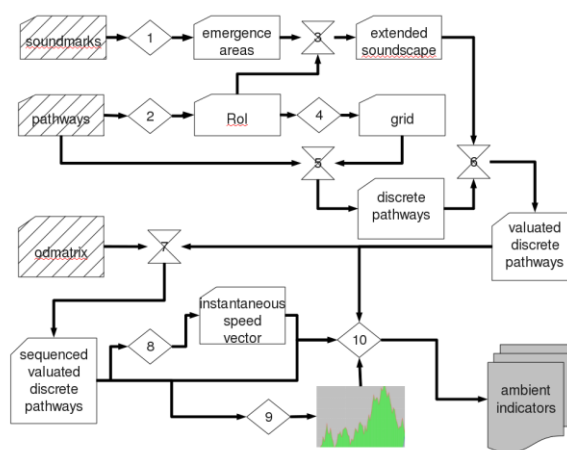 soundmarks
1
emergence
areas
3
extended
soundscape
pathways
2
RoI
4
grid
5
6
discrete
pathways
valuated
discrete
pathways
odmatrix
7
instantaneous
speed
vector
8
10
sequenced
valuated
discrete
pathways
9
ambient
indicators